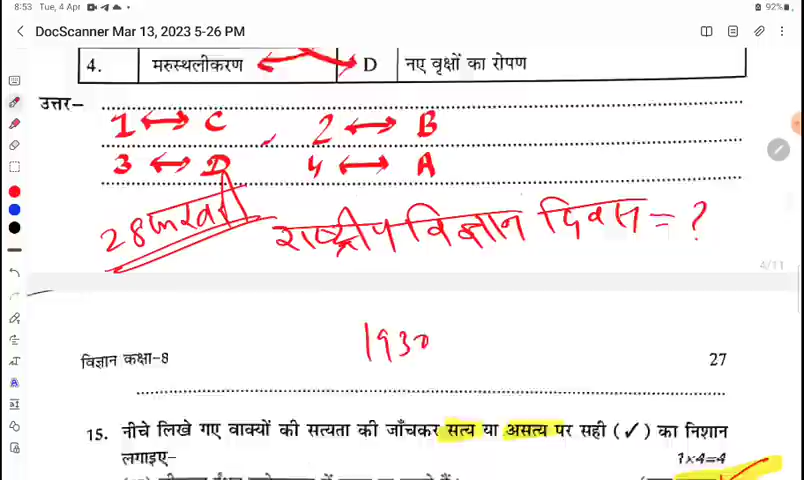 8:53 Tue, 4 Apr
92%
DocScanner Mar 13, 2023 5-26 PM
4. मरुस्थलीकरण D नए वृक्षों का रोपण
उत्तर–
1 ↔ C , 2 ↔ B
3 ↔ D 4 ↔ A
28 राष्ट्रीय विज्ञान दिवस = ?
4/11
1930
विज्ञान कक्षा-8 27
15. नीचे लिखे गए वाक्यों की सत्यता की जाँचकर सत्य या असत्य पर सही (✓) का निशान
लगाइए–
1×4=4